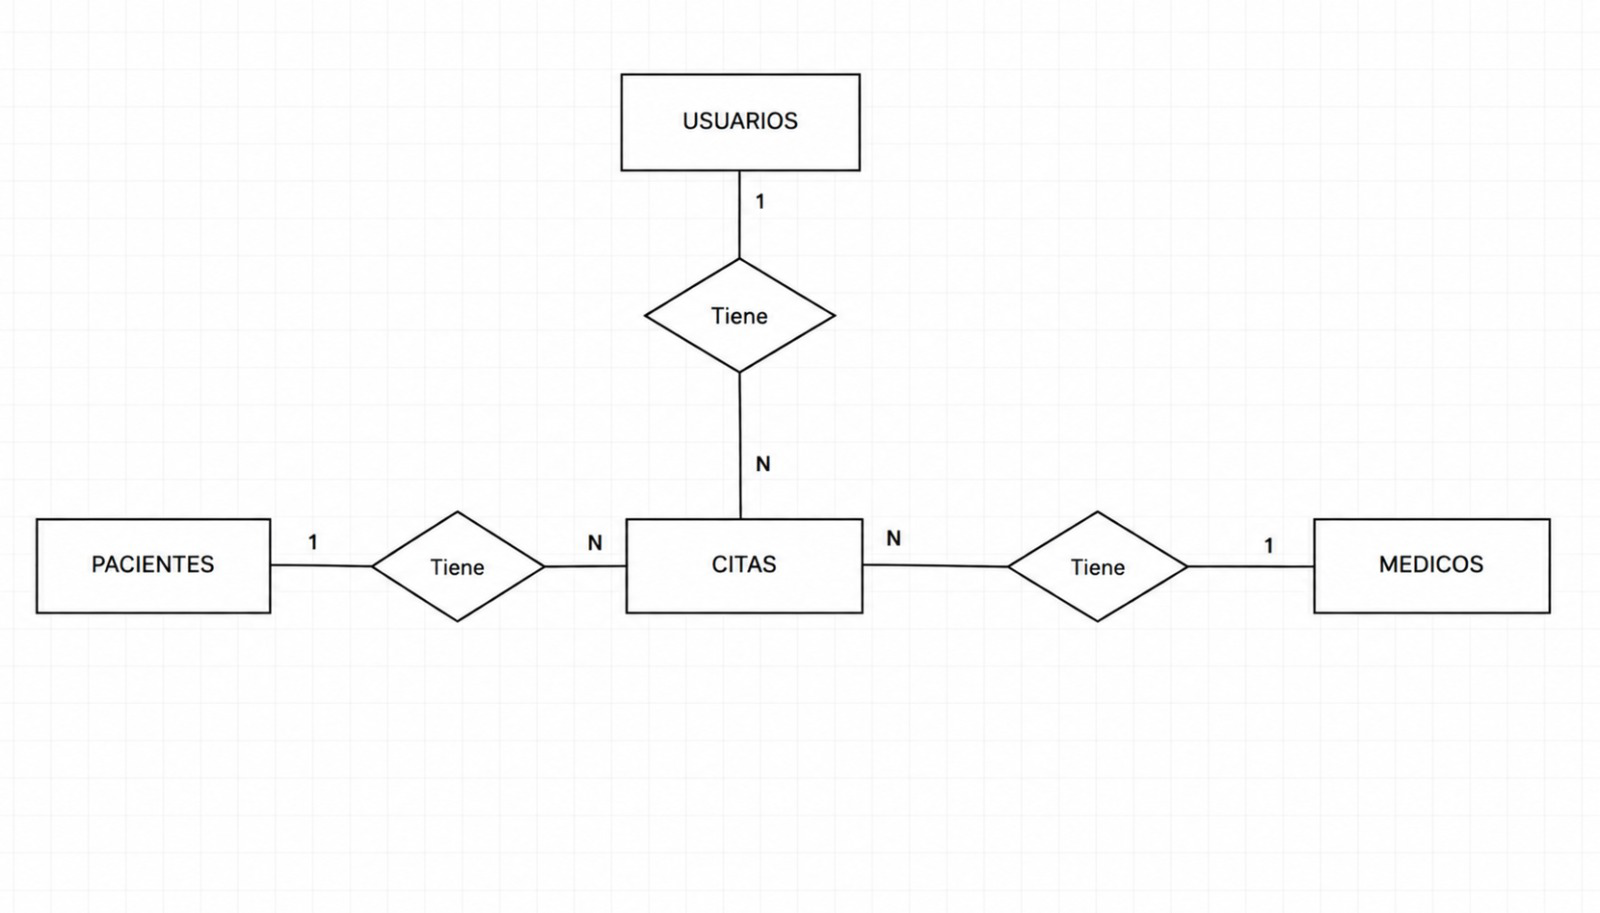 USUARIOS
1
Tiene
N
PACIENTES
1
Tiene
N
CITAS
N
Tiene
1
MEDICOS